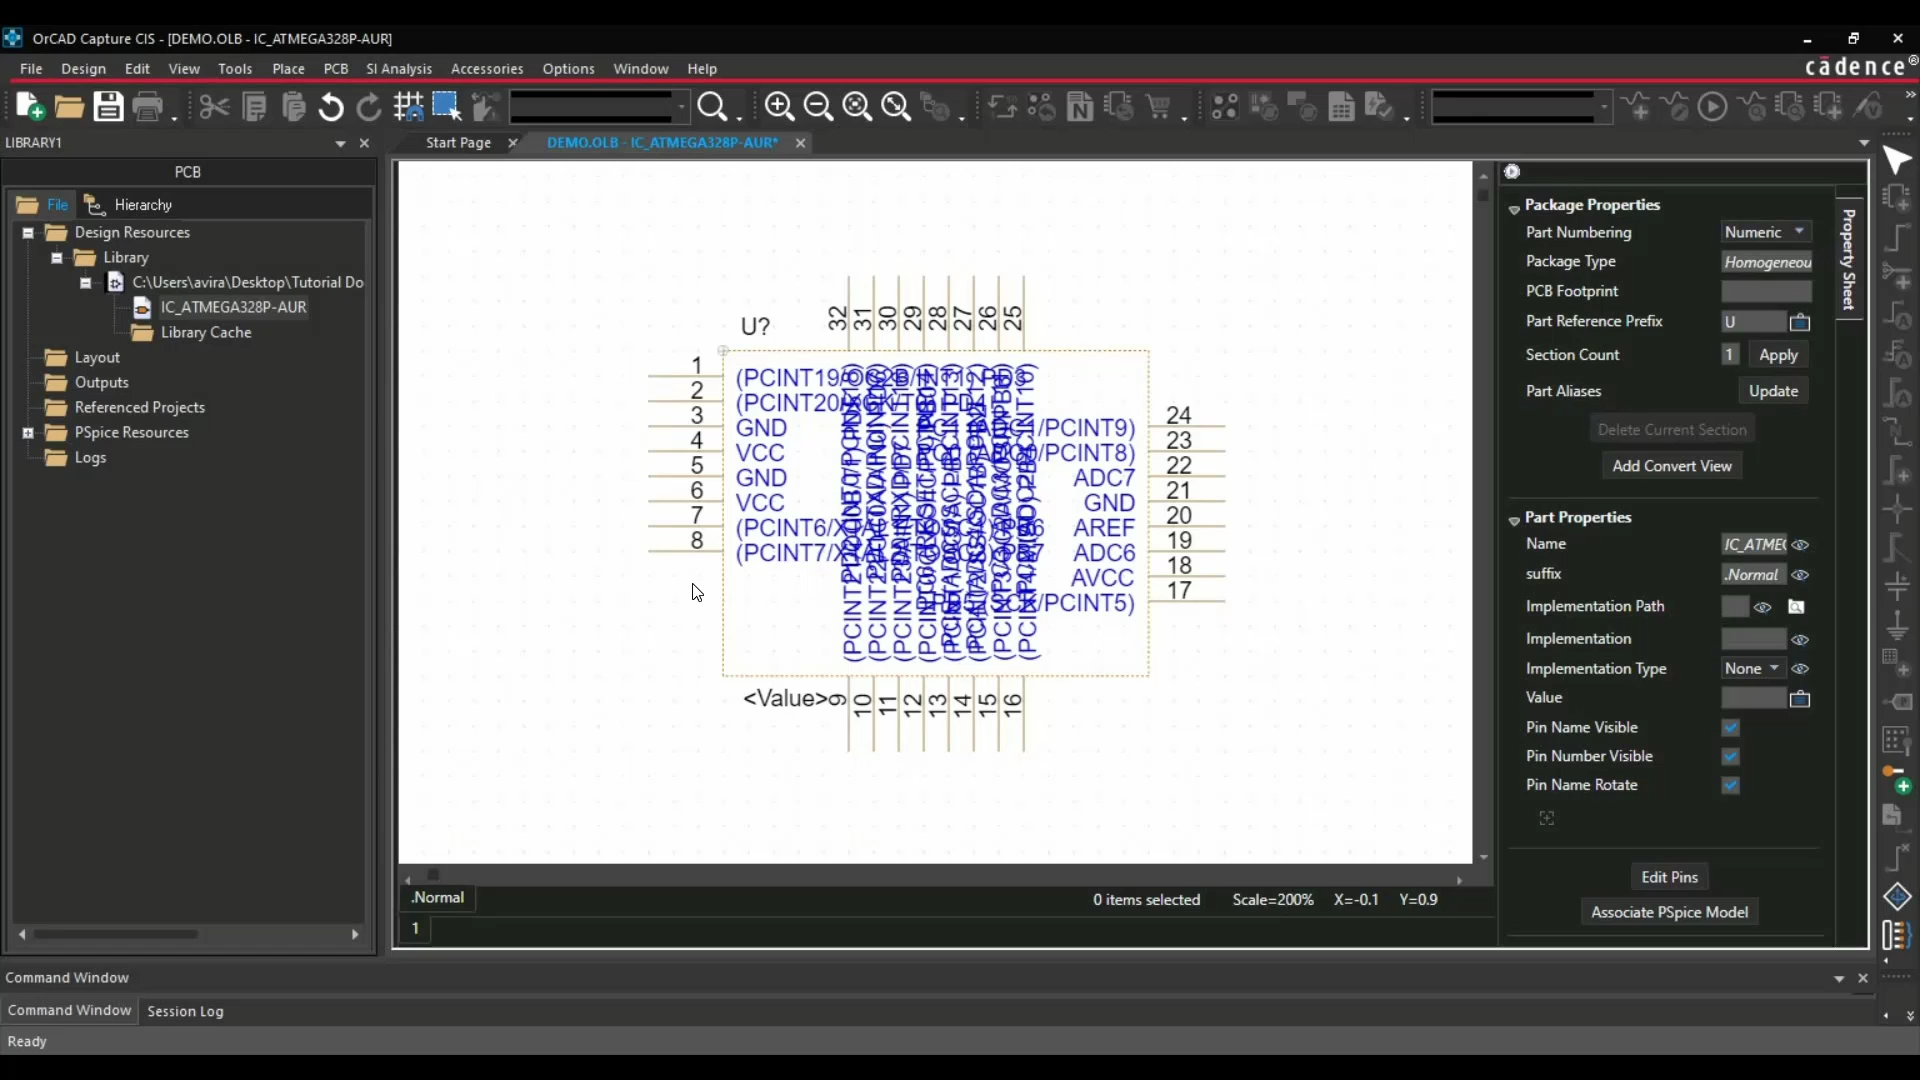 OrCAD Capture CIS - [DEMO.OLB - IC_ATMEGA328P-AUR]
File Design Edit View Tools Place PCB SI Analysis Accessories Options Window Help
cādence®
LIBRARY1
Start Page
DEMO.OLB - IC_ATMEGA328P-AUR*
PCB
File Hierarchy
Design Resources
Library
C:\Users\avira\Desktop\Tutorial Do
IC_ATMEGA328P-AUR
Library Cache
Layout
Outputs
Referenced Projects
PSpice Resources
Logs
U?
32 31 30 29 28 27 26 25
1
2
3 GND
4 VCC
5 GND
6 VCC
7
8
24
23
ADC7 22
GND 21
AREF 20
ADC6 19
AVCC 18
17
<Value>
9 10 11 12 13 14 15 16
.Normal
0 items selected Scale=200% X=-0.1 Y=0.9
1
Property Sheet
Package Properties
Part Numbering Numeric
Package Type Homogeneou
PCB Footprint
Part Reference Prefix U
Section Count 1 Apply
Part Aliases Update
Delete Current Section
Add Convert View
Part Properties
Name IC_ATME(
suffix .Normal
Implementation Path
Implementation
Implementation Type None
Value
Pin Name Visible
Pin Number Visible
Pin Name Rotate
Edit Pins
Associate PSpice Model
Command Window
Command Window Session Log
Ready